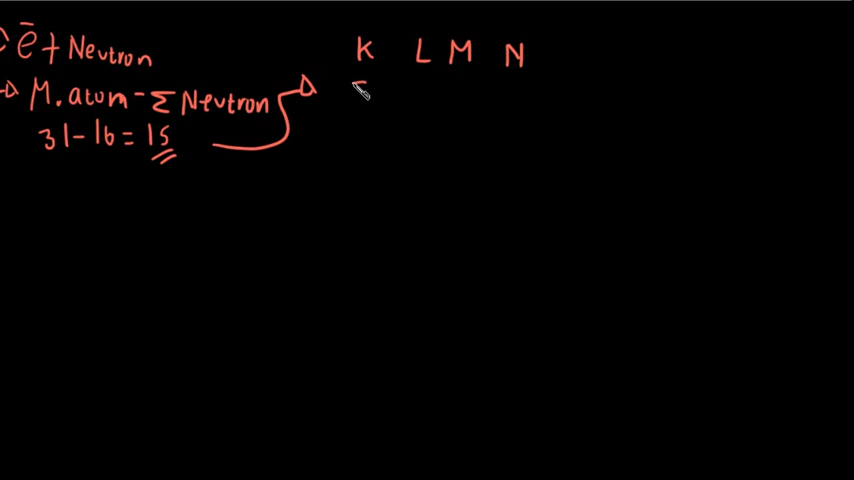 ē + Neutron
M. atom - Σ Neutron
31 - 16 = 15
K L M N